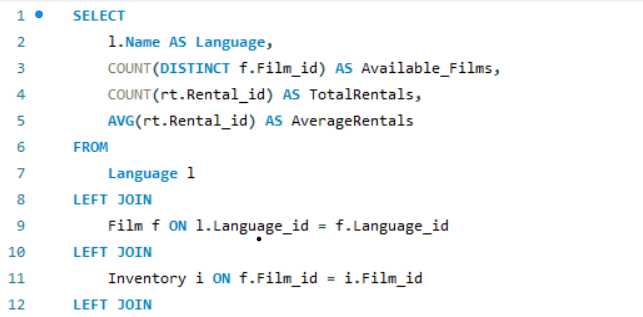 1 SELECT
2 l.Name AS Language,
3 COUNT(DISTINCT f.Film_id) AS Available_Films,
4 COUNT(rt.Rental_id) AS TotalRentals,
5 AVG(rt.Rental_id) AS AverageRentals
6 FROM
7 Language l
8 LEFT JOIN
9 Film f ON l.Language_id = f.Language_id
10 LEFT JOIN
11 Inventory i ON f.Film_id = i.Film_id
12 LEFT JOIN